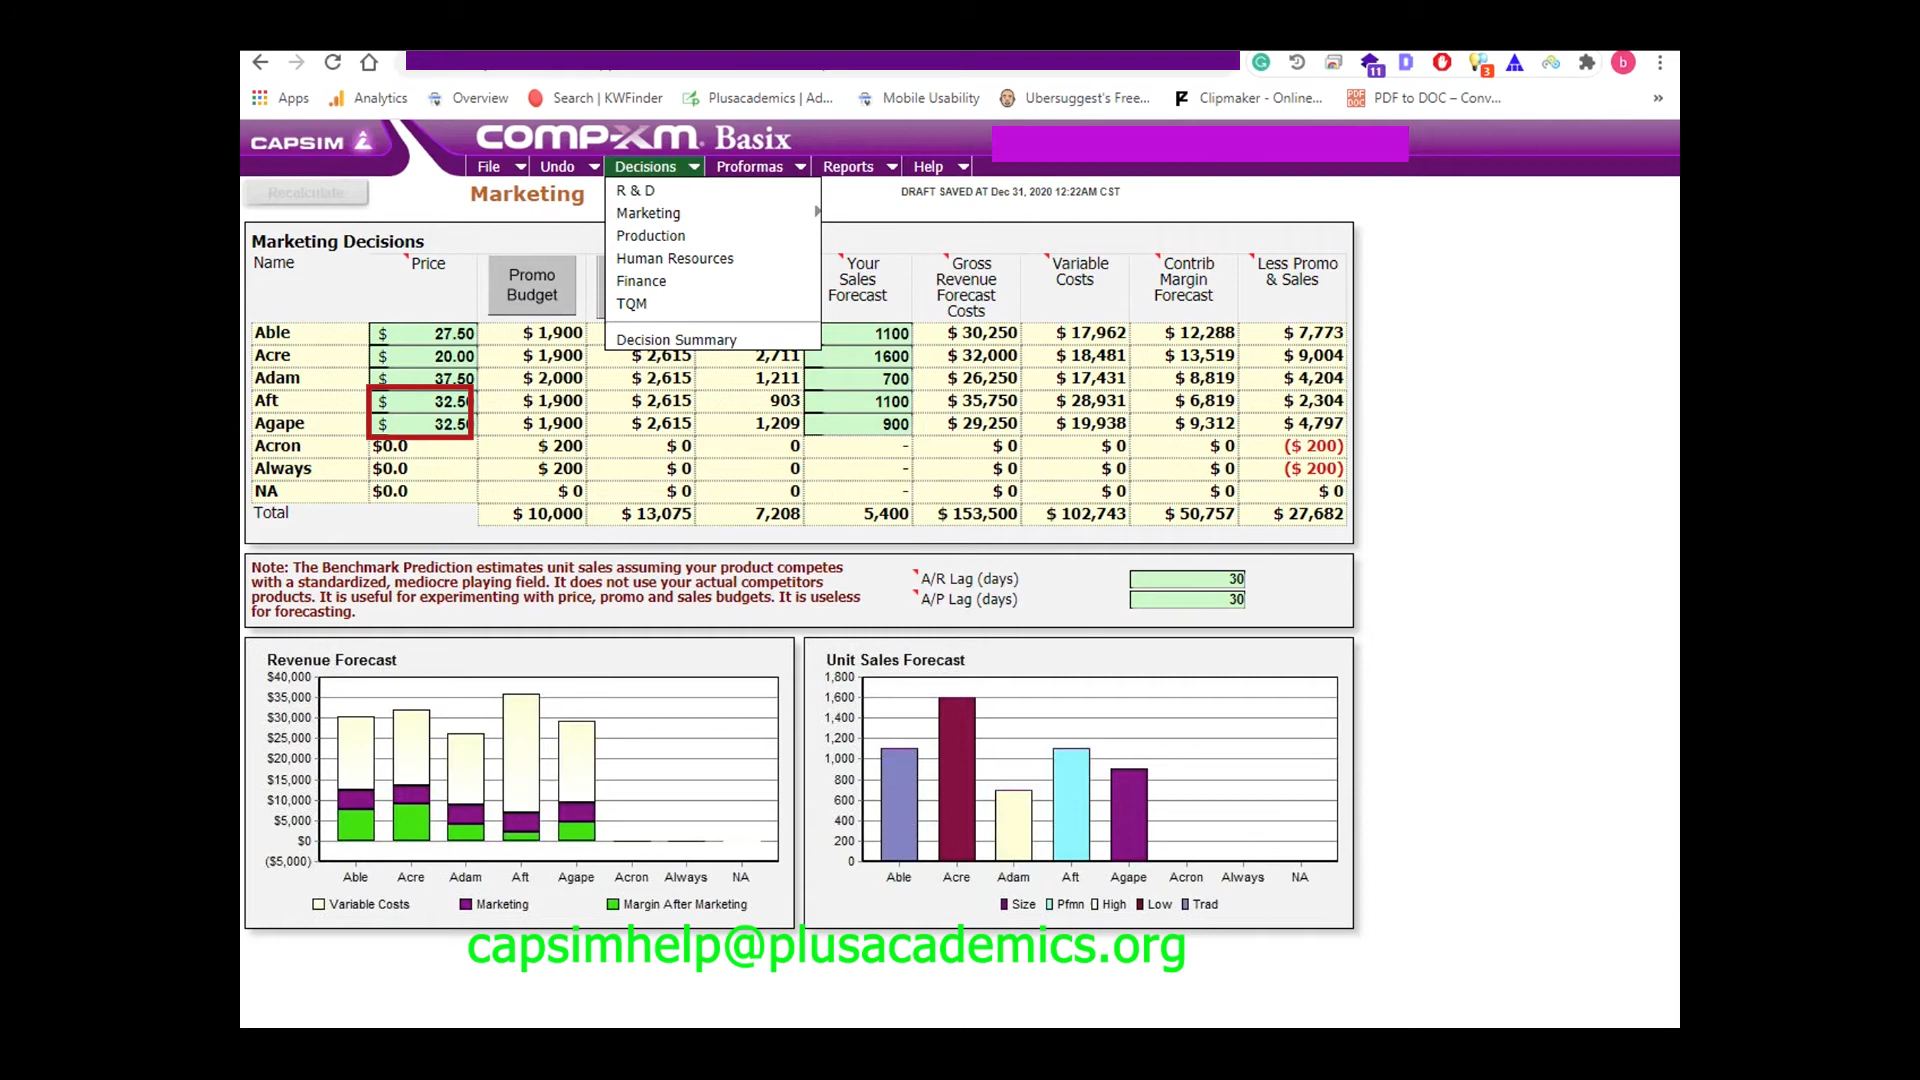 11
3
b
Apps Analytics Overview Search | KWFinder Plusacademics | Ad... Mobile Usability Ubersuggest's Free... Clipmaker - Online... PDF to DOC – Conv... »
CAPSIM COMP-XM Basix
File Undo Decisions Proformas Reports Help
Recalculate
Marketing
DRAFT SAVED AT Dec 31, 2020 12:22AM CST
R & D
Marketing
Production
Human Resources
Finance
TQM
Decision Summary
Marketing Decisions
Name Price Promo Budget Your Sales Forecast Gross Revenue Forecast Costs Variable Costs Contrib Margin Forecast Less Promo & Sales
Able $ 27.50 $ 1,900 1100 $ 30,250 $ 17,962 $ 12,288 $ 7,773
Acre $ 20.00 $ 1,900 $ 2,615 2,711 1600 $ 32,000 $ 18,481 $ 13,519 $ 9,004
Adam $ 37.50 $ 2,000 $ 2,615 1,211 700 $ 26,250 $ 17,431 $ 8,819 $ 4,204
Aft $ 32.50 $ 1,900 $ 2,615 903 1100 $ 35,750 $ 28,931 $ 6,819 $ 2,304
Agape $ 32.50 $ 1,900 $ 2,615 1,209 900 $ 29,250 $ 19,938 $ 9,312 $ 4,797
Acron $0.0 $ 200 $ 0 0 - $ 0 $ 0 $ 0 ($ 200)
Always $0.0 $ 200 $ 0 0 - $ 0 $ 0 $ 0 ($ 200)
NA $0.0 $ 0 $ 0 0 - $ 0 $ 0 $ 0 $ 0
Total $ 10,000 $ 13,075 7,208 5,400 $ 153,500 $ 102,743 $ 50,757 $ 27,682
Note: The Benchmark Prediction estimates unit sales assuming your product competes
with a standardized, mediocre playing field. It does not use your actual competitors
products. It is useful for experimenting with price, promo and sales budgets. It is useless
for forecasting.
A/R Lag (days) 30
A/P Lag (days) 30
Revenue Forecast
$40,000
$35,000
$30,000
$25,000
$20,000
$15,000
$10,000
$5,000
$0
($5,000)
Able Acre Adam Aft Agape Acron Always NA
Variable Costs Marketing Margin After Marketing
Unit Sales Forecast
1,800
1,600
1,400
1,200
1,000
800
600
400
200
0
Able Acre Adam Aft Agape Acron Always NA
Size Pfmn High Low Trad
capsimhelp@plusacademics.org